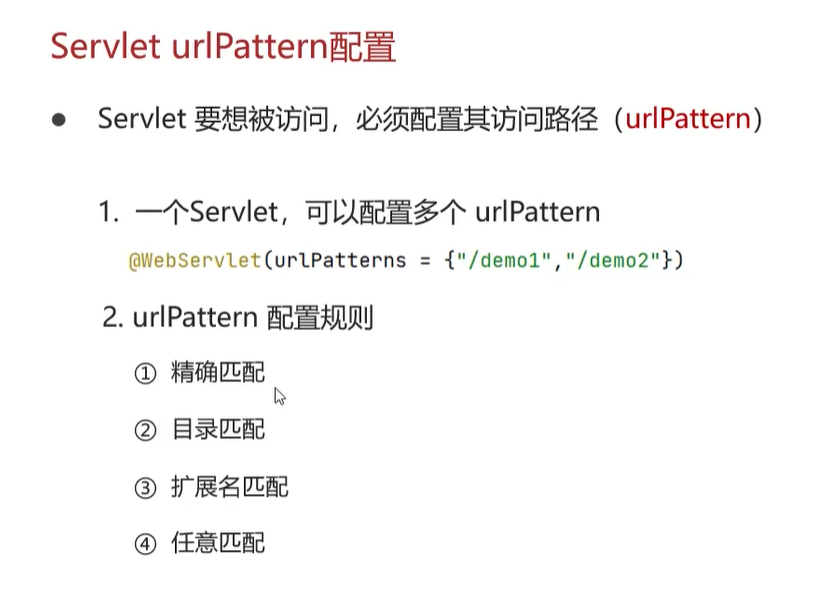 Servlet urlPattern配置
● Servlet 要想被访问，必须配置其访问路径（urlPattern）
1. 一个Servlet，可以配置多个 urlPattern
@WebServlet(urlPatterns = {"/demo1","/demo2"})
2. urlPattern 配置规则
① 精确匹配
② 目录匹配
③ 扩展名匹配
④ 任意匹配